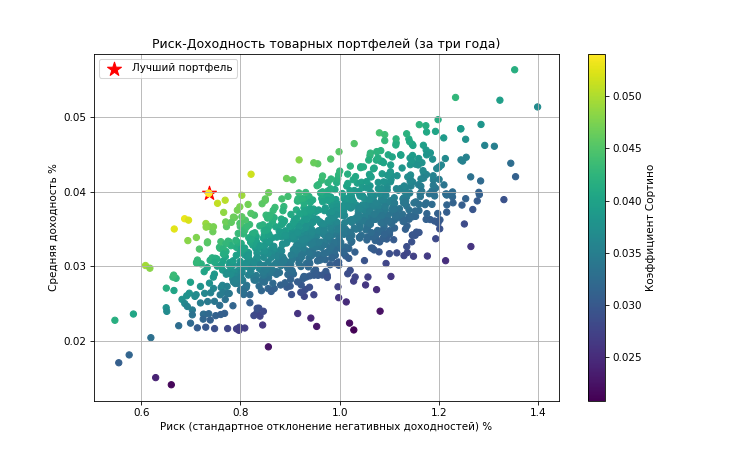 Риск-Доходность товарных портфелей (за три года)
Лучший портфель
Средняя доходность %
0.05
0.04
0.03
0.02
0.6 0.8 1.0 1.2 1.4
Риск (стандартное отклонение негативных доходностей) %
0.050
0.045
0.040
0.035
0.030
0.025
Коэффициент Сортино